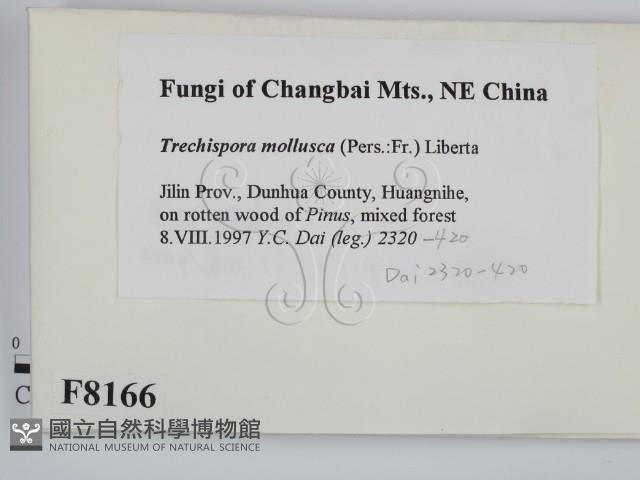 Fungi of Changbai Mts., NE China
Trechispora mollusca (Pers.:Fr.) Liberta
Jilin Prov., Dunhua County, Huangnihe,
on rotten wood of Pinus, mixed forest
8.VIII.1997 Y.C. Dai (leg.) 2320 -420
Dai 2320-420
0
C
F8166
國立自然科學博物館
NATIONAL MUSEUM OF NATURAL SCIENCE